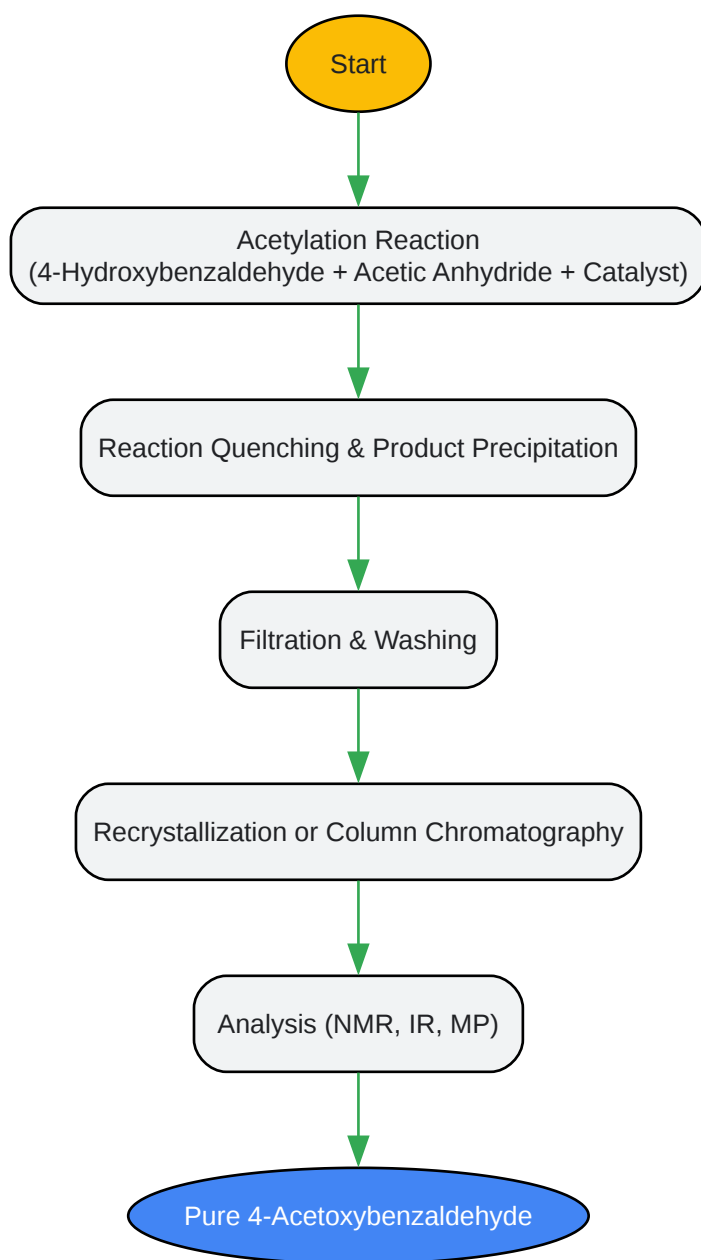 Start
Acetylation Reaction
(4-Hydroxybenzaldehyde + Acetic Anhydride + Catalyst)
Reaction Quenching & Product Precipitation
Filtration & Washing
Recrystallization or Column Chromatography
Analysis (NMR, IR, MP)
Pure 4-Acetoxybenzaldehyde